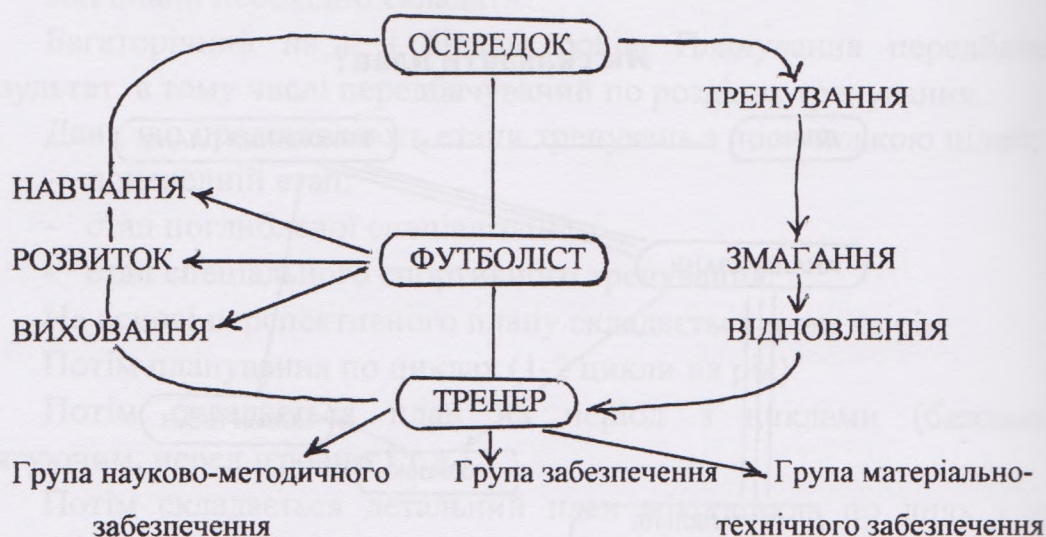 ОСЕРЕДОК
ТРЕНУВАННЯ
НАВЧАННЯ
РОЗВИТОК
ФУТБОЛІСТ
ЗМАГАННЯ
ВИХОВАННЯ
ВІДНОВЛЕННЯ
ТРЕНЕР
Група науково-методичного
забезпечення
Група забезпечення
Група матеріально-
технічного забезпечення